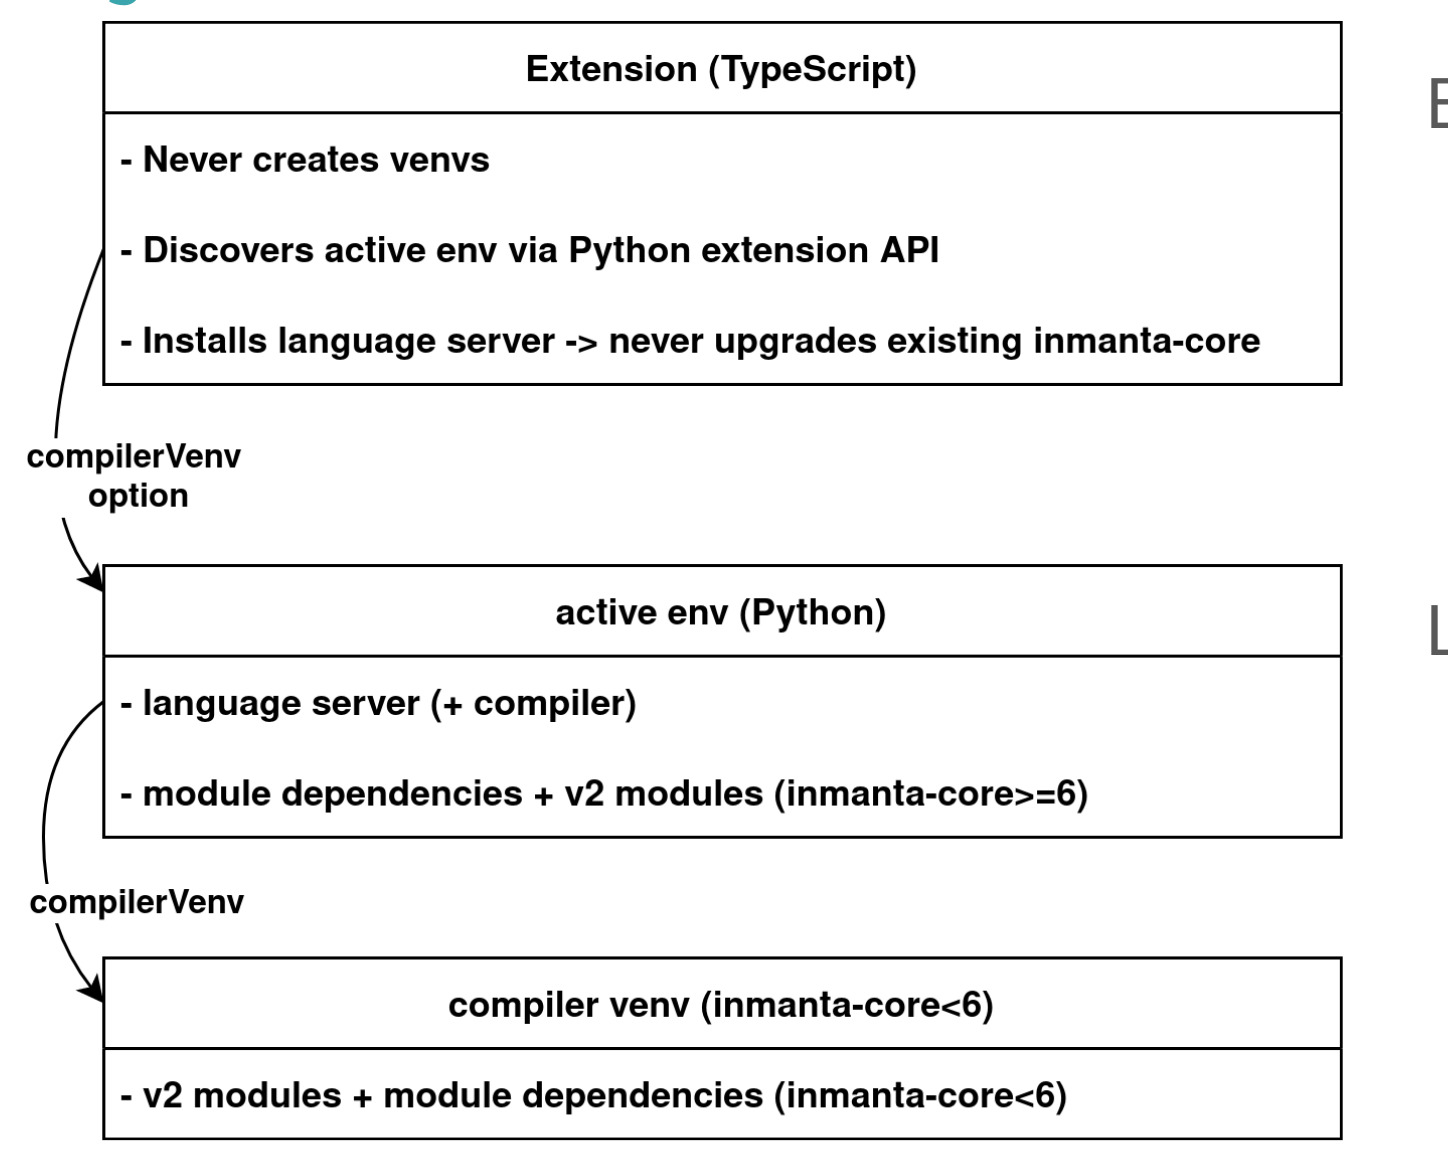 Extension (TypeScript)
- Never creates venvs
- Discovers active env via Python extension API
- Installs language server -> never upgrades existing inmanta-core
compilerVenv
option
active env (Python)
- language server (+ compiler)
- module dependencies + v2 modules (inmanta-core>=6)
compilerVenv
compiler venv (inmanta-core<6)
- v2 modules + module dependencies (inmanta-core<6)